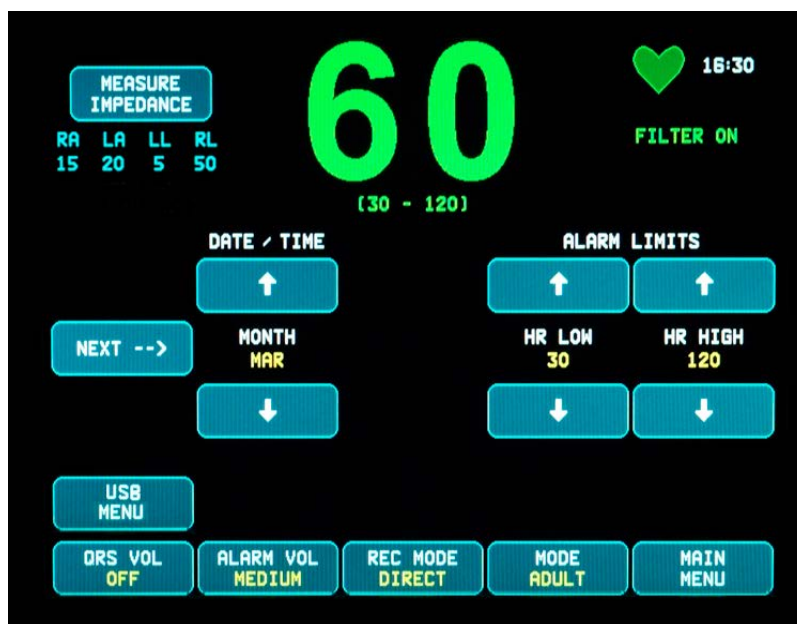 60
16:30
MEASURE
IMPEDANCE
FILTER ON
RA LA LL RL
15 20 5 50
(30 - 120)
DATE / TIME
ALARM LIMITS
NEXT -->
MONTH
MAR
HR LOW
30
HR HIGH
120
USB
MENU
QRS VOL
OFF
ALARM VOL
MEDIUM
REC MODE
DIRECT
MODE
ADULT
MAIN
MENU